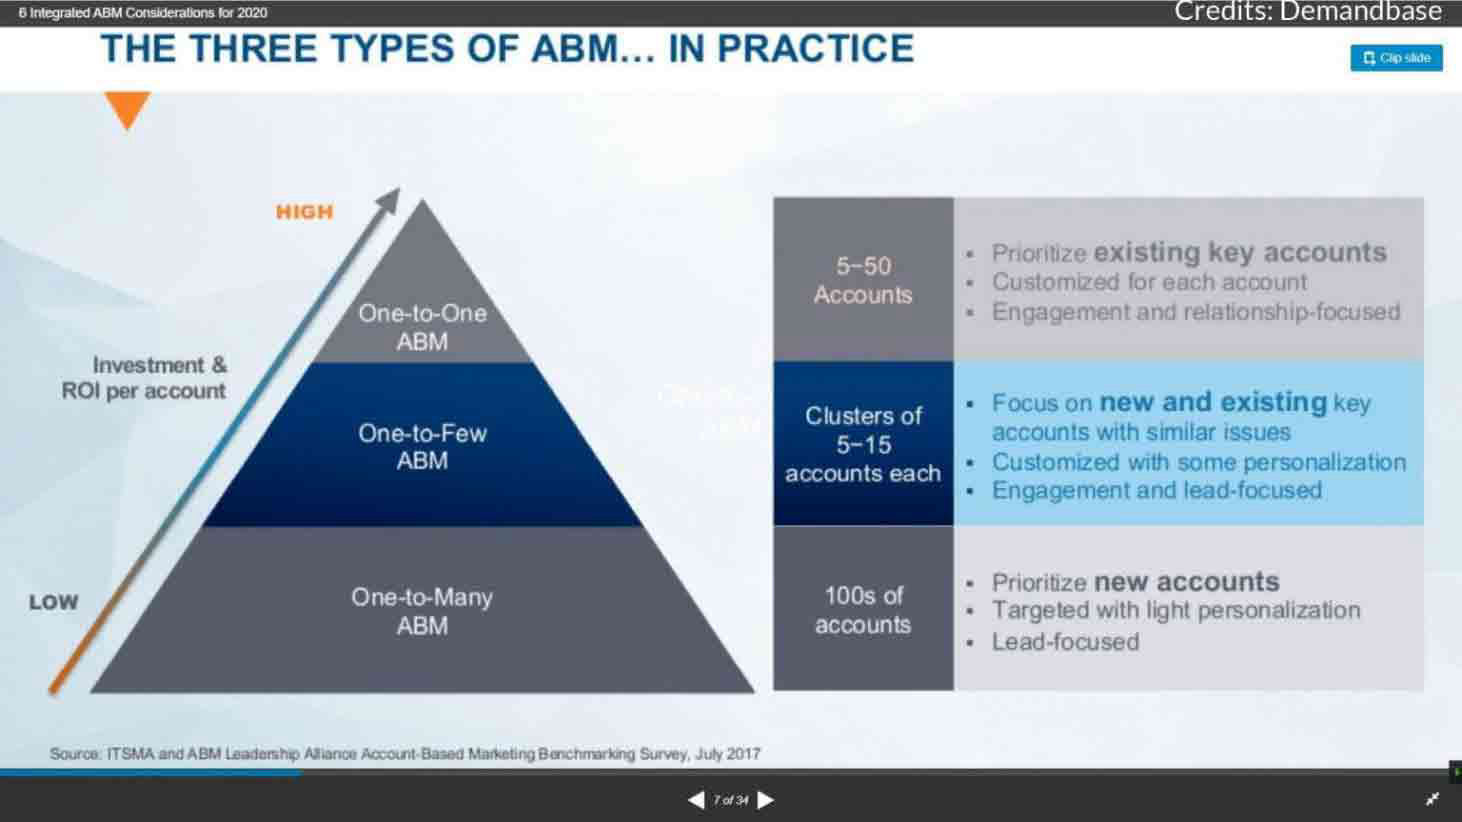 6 Integrated ABM Considerations for 2020
Credits: Demandbase
THE THREE TYPES OF ABM... IN PRACTICE
Clip slide
HIGH
Investment &
ROI per account
LOW
One-to-One
ABM
One-to-Few
ABM
One-to-Many
ABM
5–50
Accounts
▪ Prioritize existing key accounts
▪ Customized for each account
▪ Engagement and relationship-focused
Clusters of
5–15
accounts each
▪ Focus on new and existing key
accounts with similar issues
▪ Customized with some personalization
▪ Engagement and lead-focused
100s of
accounts
▪ Prioritize new accounts
▪ Targeted with light personalization
▪ Lead-focused
Source: ITSMA and ABM Leadership Alliance Account-Based Marketing Benchmarking Survey, July 2017
7 of 34